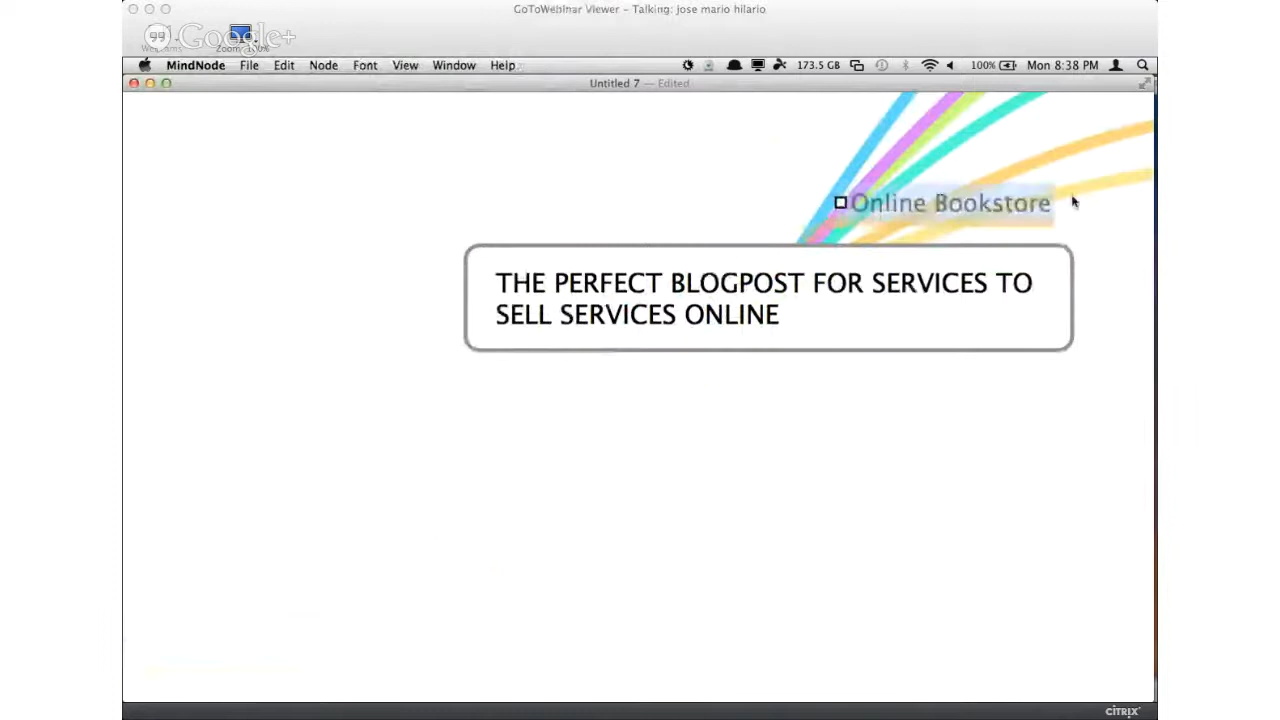 GoToWebinar Viewer – Talking: jose mario hilario
Google+
MindNode File Edit Node Font View Window Help 173.5 GB 100% Mon 8:38 PM
Untitled 7 — Edited
Online Bookstore
THE PERFECT BLOGPOST FOR SERVICES TO
SELL SERVICES ONLINE
CITRIX